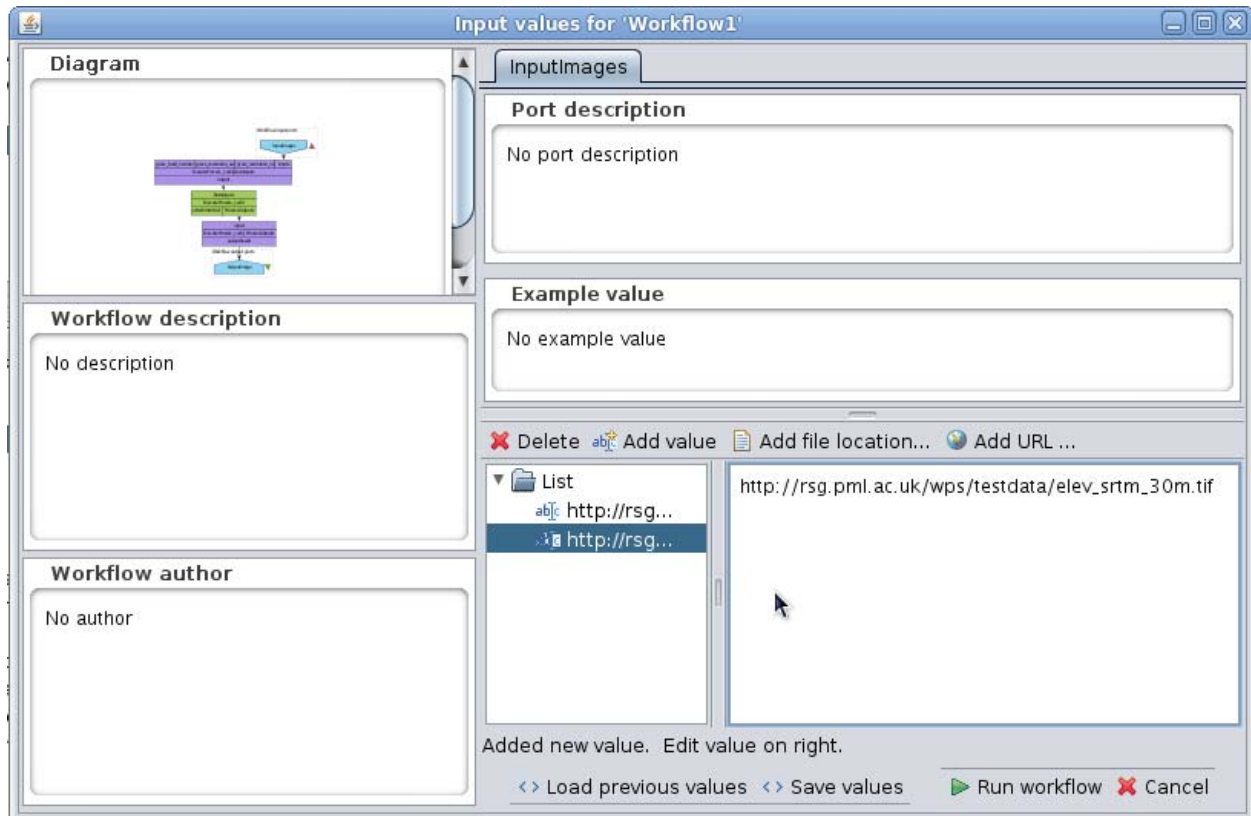 Input values for 'Workflow1'
Diagram
Workflow description
No description
Workflow author
No author
InputImages
Port description
No port description
Example value
No example value
Delete Add value Add file location... Add URL ...
List
http://rsg...
http://rsg...
http://rsg.pml.ac.uk/wps/testdata/elev_srtm_30m.tif
Added new value. Edit value on right.
Load previous values Save values Run workflow Cancel